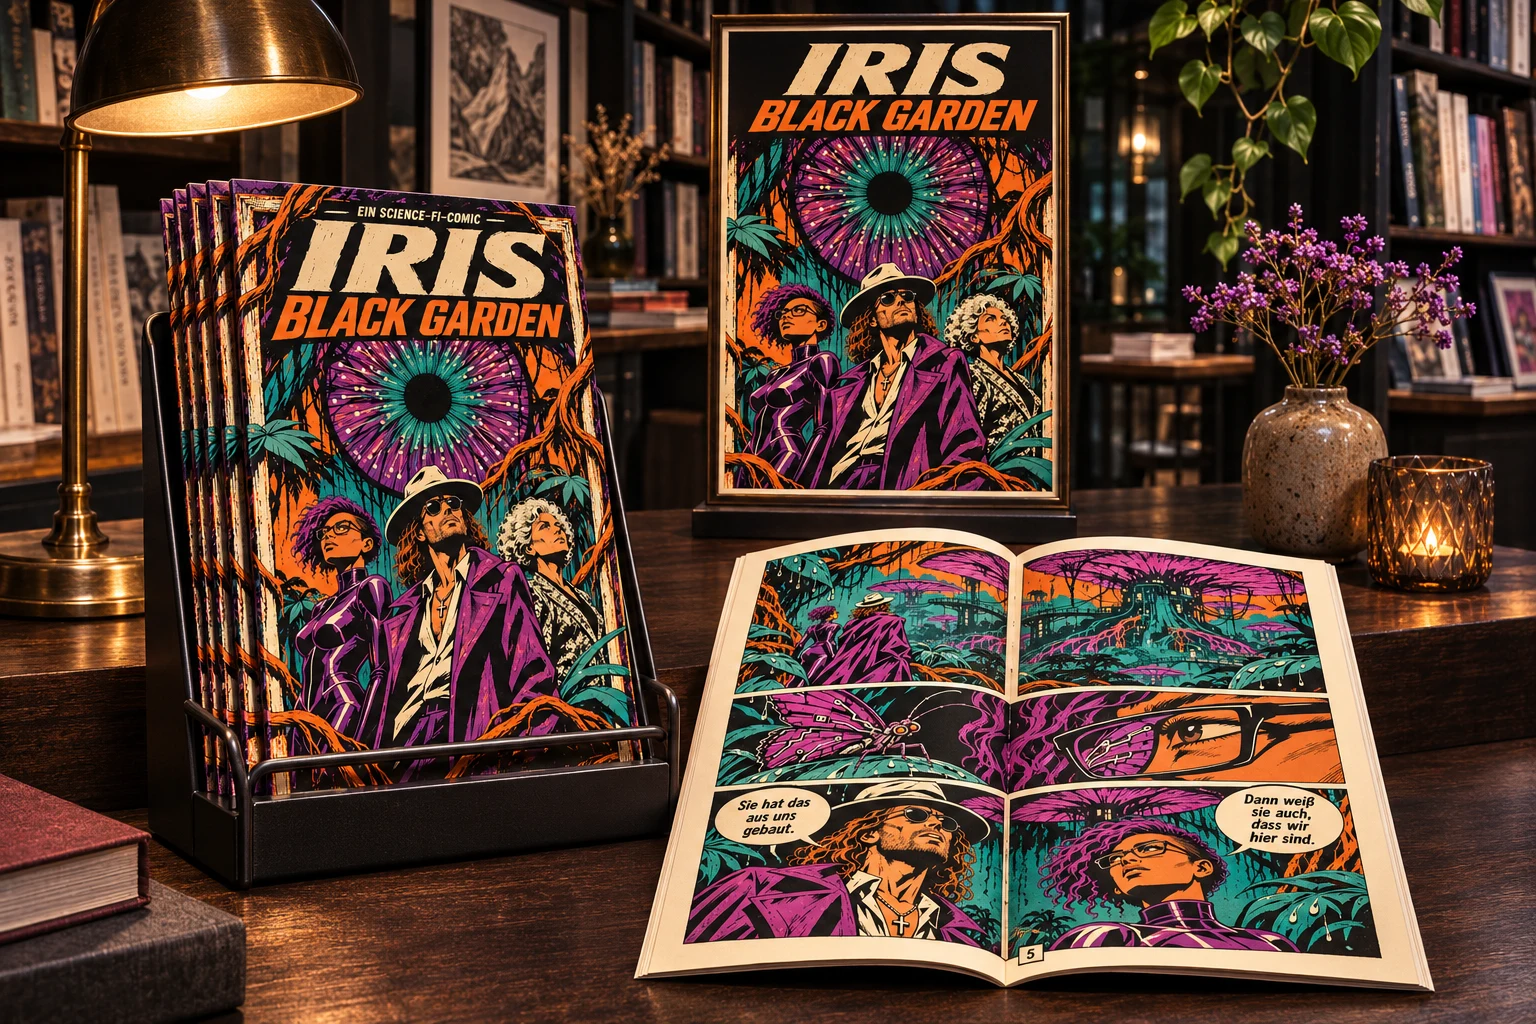 EIN SCIENCE-FI-COMIC
IRIS
BLACK GARDEN
IRIS
BLACK GARDEN
Sie hat das
aus uns
gebaut.
Dann weiß
sie auch,
dass wir
hier sind.
5